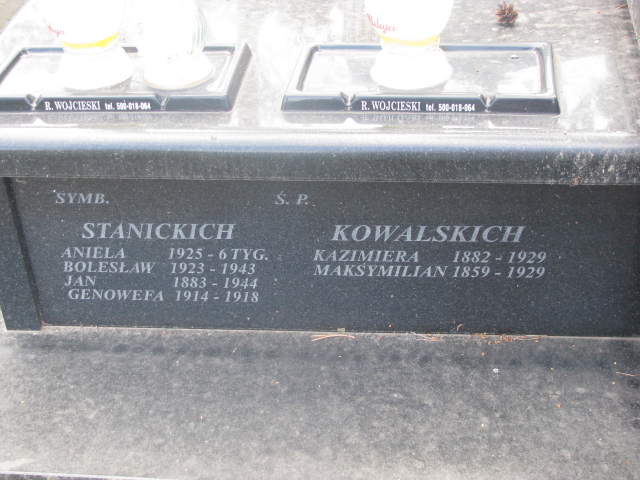 R. WOJCIESKI tel. 500-018-064
R. WOJCIESKI tel. 500-018-064
SYMB. Ś. P.
STANICKICH
ANIELA 1925 - 6 TYG.
BOLESŁAW 1923 - 1943
JAN 1883 - 1944
GENOWEFA 1914 - 1918
KOWALSKICH
KAZIMIERA 1882 - 1929
MAKSYMILIAN 1859 - 1929